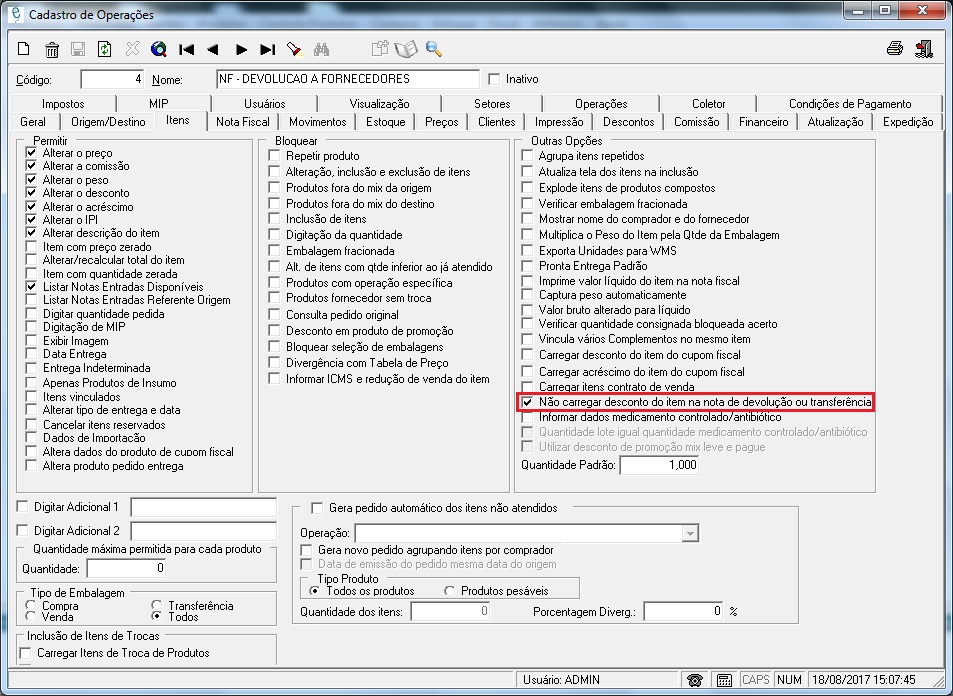 Cadastro de Operações
Código: 4 Nome: NF - DEVOLUCAO A FORNECEDORES Inativo
Impostos MIP Usuários Visualização Setores Operações Coletor Condições de Pagamento
Geral Origem/Destino Itens Nota Fiscal Movimentos Estoque Preços Clientes Impressão Descontos Comissão Financeiro Atualização Expedição
Permitir
Alterar o preço
Alterar a comissão
Alterar o peso
Alterar o desconto
Alterar o acréscimo
Alterar o IPI
Alterar descrição do item
Item com preço zerado
Alterar/recalcular total do item
Item com quantidade zerada
Listar Notas Entradas Disponíveis
Listar Notas Entradas Referente Origem
Digitar quantidade pedida
Digitação de MIP
Exibir Imagem
Data Entrega
Entrega Indeterminada
Apenas Produtos de Insumo
Itens vinculados
Alterar tipo de entrega e data
Cancelar itens reservados
Dados de Importação
Altera dados do produto de cupom fiscal
Altera produto pedido entrega
Bloquear
Repetir produto
Alteração, inclusão e exclusão de itens
Produtos fora do mix da origem
Produtos fora do mix do destino
Inclusão de itens
Digitação da quantidade
Embalagem fracionada
Alt. de itens com qtde inferior ao já atendido
Produtos com operação específica
Produtos fornecedor sem troca
Consulta pedido original
Desconto em produto de promoção
Bloquear seleção de embalagens
Divergência com Tabela de Preço
Informar ICMS e redução de venda do item
Outras Opções
Agrupa itens repetidos
Atualiza tela dos itens na inclusão
Explode itens de produtos compostos
Verificar embalagem fracionada
Mostrar nome do comprador e do fornecedor
Multiplica o Peso do Item pela Qtde da Embalagem
Exporta Unidades para WMS
Pronta Entrega Padrão
Imprime valor líquido do item na nota fiscal
Captura peso automaticamente
Valor bruto alterado para líquido
Verificar quantidade consignada bloqueada acerto
Vincula vários Complementos no mesmo item
Carregar desconto do item do cupom fiscal
Carregar acréscimo do item do cupom fiscal
Carregar itens contrato de venda
Não carregar desconto do item na nota de devolução ou transferência
Informar dados medicamento controlado/antibiótico
Quantidade lote igual quantidade medicamento controlado/antibiótico
Utilizar desconto de promoção mix leve e pague
Quantidade Padrão: 1,000
Digitar Adicional 1
Digitar Adicional 2
Quantidade máxima permitida para cada produto
Quantidade: 0
Tipo de Embalagem
Compra Transferência
Venda Todos
Inclusão de Itens de Trocas
Carregar Itens de Troca de Produtos
Gera pedido automático dos itens não atendidos
Operação:
Gera novo pedido agrupando itens por comprador
Data de emissão do pedido mesma data do origem
Tipo Produto
Todos os produtos Produtos pesáveis
Quantidade dos itens: 0 Porcentagem Diverg.: 0 %
Usuário: ADMIN CAPS NUM 18/08/2017 15:07:45